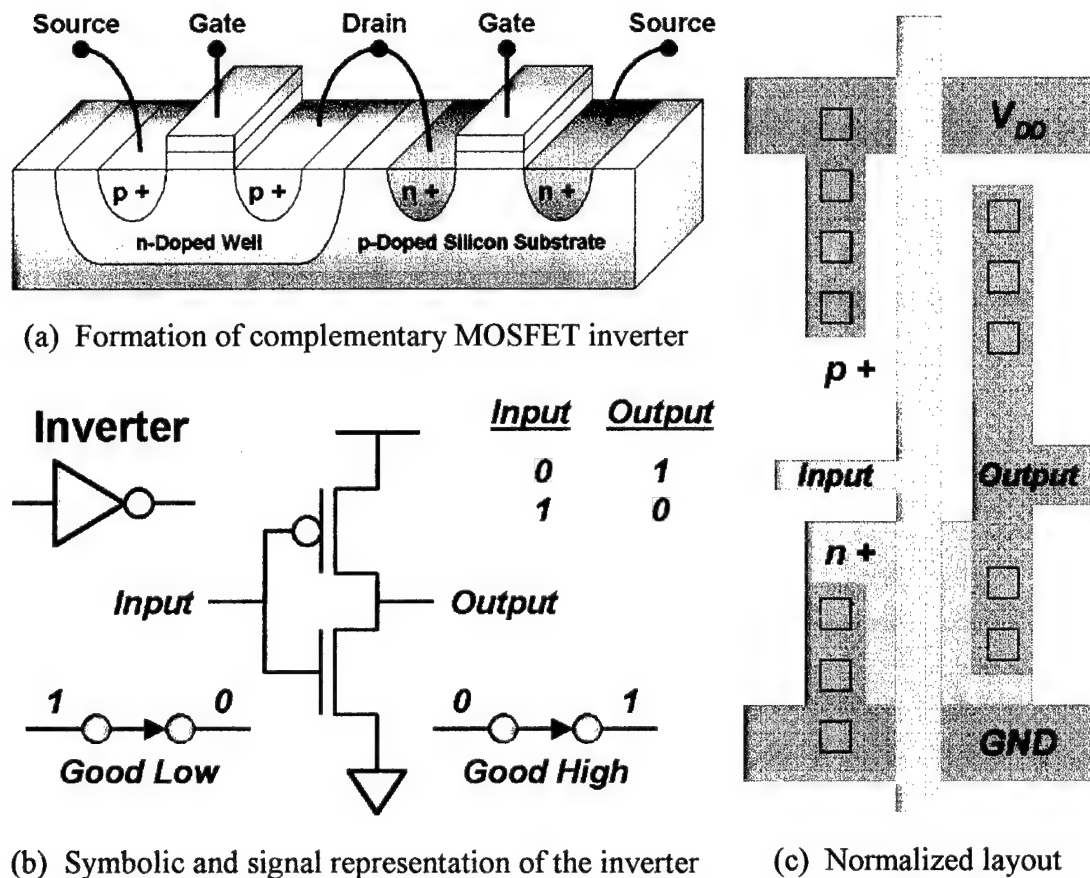 Source Gate Drain Gate Source
p + p + n + n +
n-Doped Well p-Doped Silicon Substrate
(a) Formation of complementary MOSFET inverter
Inverter
Input Output
0 1
1 0
Input Output
1 0
Good Low
0 1
Good High
(b) Symbolic and signal representation of the inverter
VDD
p +
Input Output
n +
GND
(c) Normalized layout